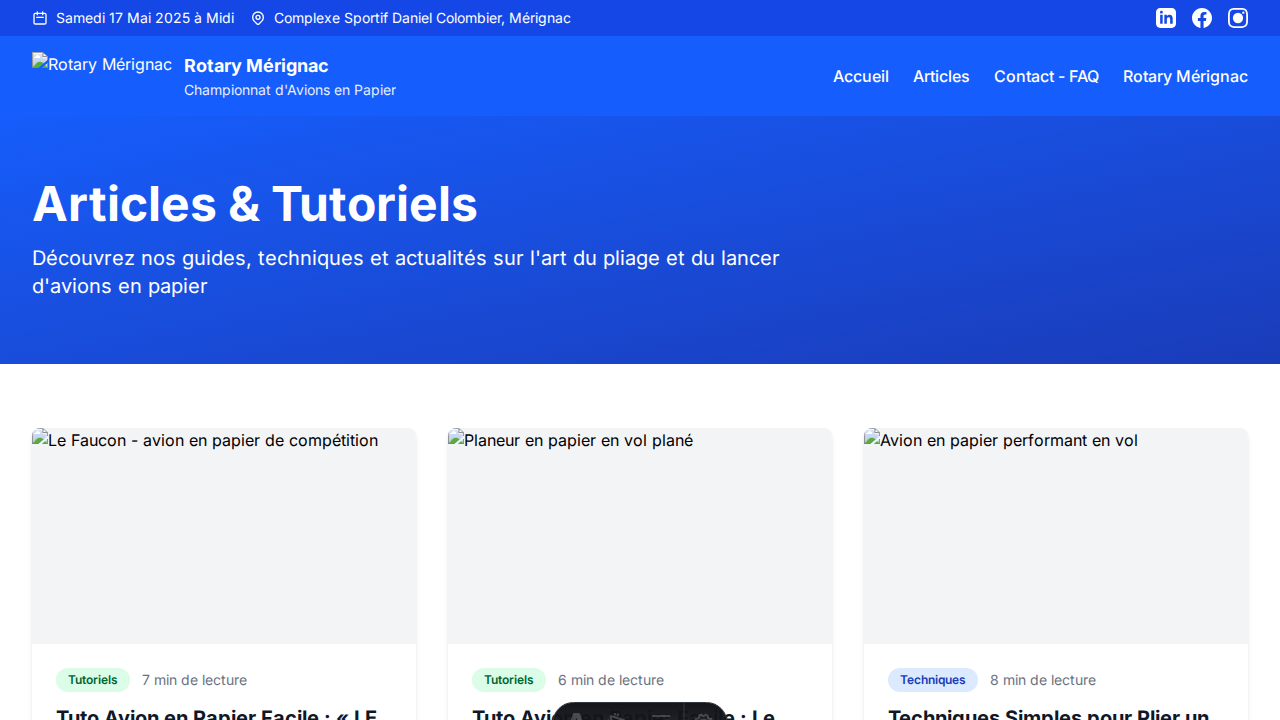 Samedi 17 Mai 2025 à Midi
Complexe Sportif Daniel Colombier, Mérignac
Rotary Mérignac
Rotary Mérignac
Championnat d'Avions en Papier
Accueil
Articles
Contact - FAQ
Rotary Mérignac
Articles & Tutoriels
Découvrez nos guides, techniques et actualités sur l'art du pliage et du lancer
d'avions en papier
Le Faucon - avion en papier de compétition
Planeur en papier en vol plané
Avion en papier performant en vol
Tutoriels
7 min de lecture
Tutoriels
6 min de lecture
Techniques
8 min de lecture
Tuto Avion en Papier Facile : « LE
Tuto : Le
Techniques Simples pour Plier un